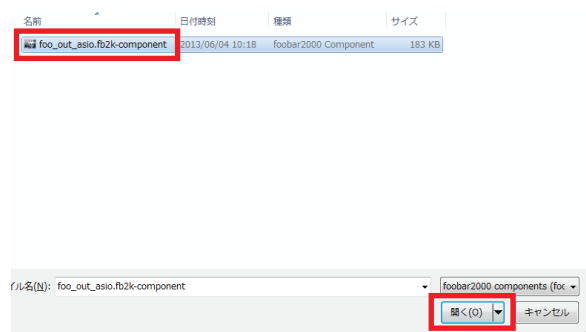 名前 日付時刻 種類 サイズ
foo_out_asio.fb2k-component 2013/06/04 10:18 foobar2000 Component 183 KB
イル名(N): foo_out_asio.fb2k-component foobar2000 components (foo
開く(O) キャンセル